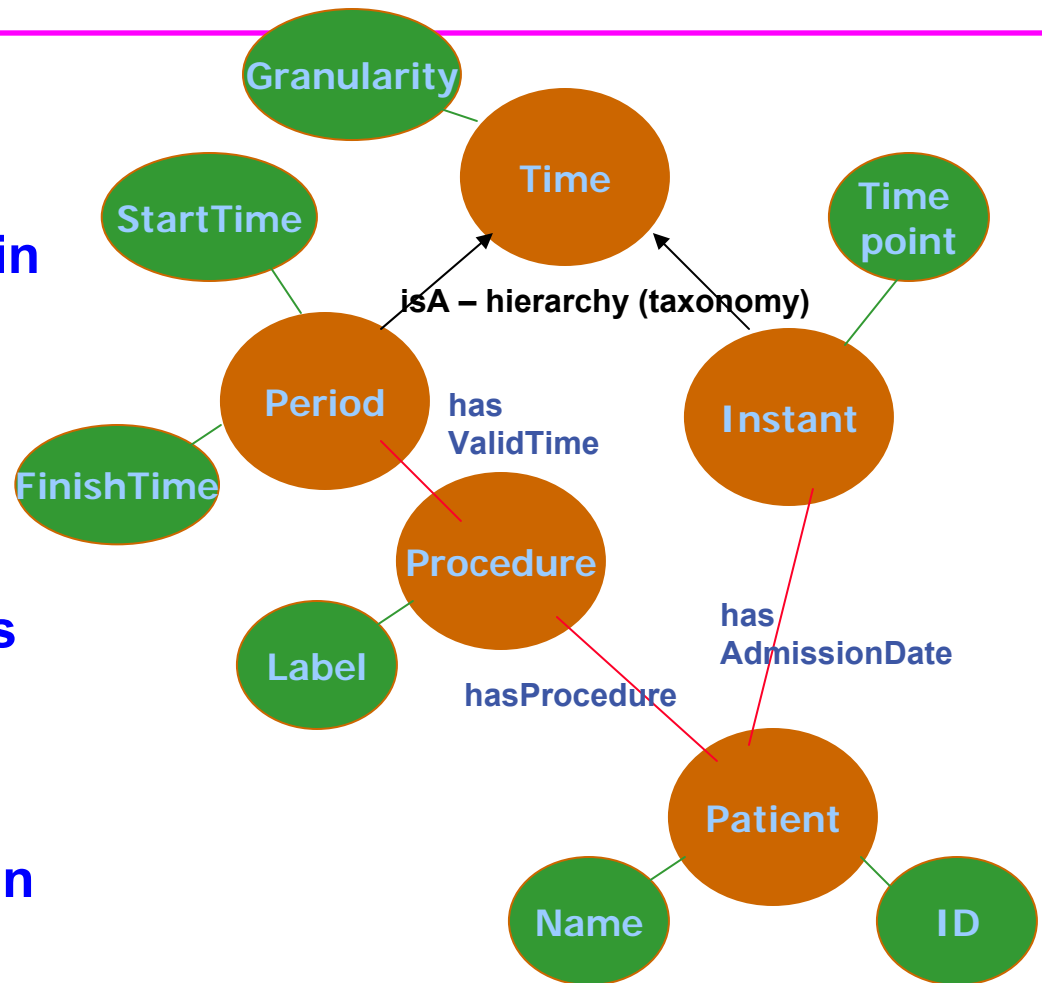 Granularity
Time
Time
point
StartTime
in
isA – hierarchy (taxonomy)
Period
has
ValidTime
Instant
FinishTime
Procedure
has
AdmissionDate
s
Label
hasProcedure
Patient
n
Name
ID